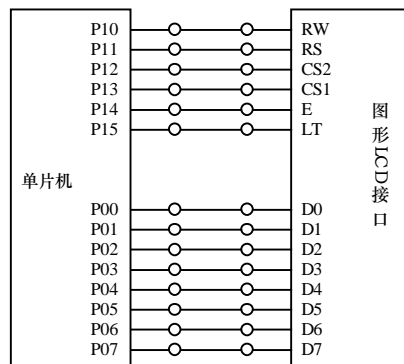 P10 RW
P11 RS
P12 CS2
P13 CS1
P14 E
P15 LT
单片机
图形LCD接口
P00 D0
P01 D1
P02 D2
P03 D3
P04 D4
P05 D5
P06 D6
P07 D7